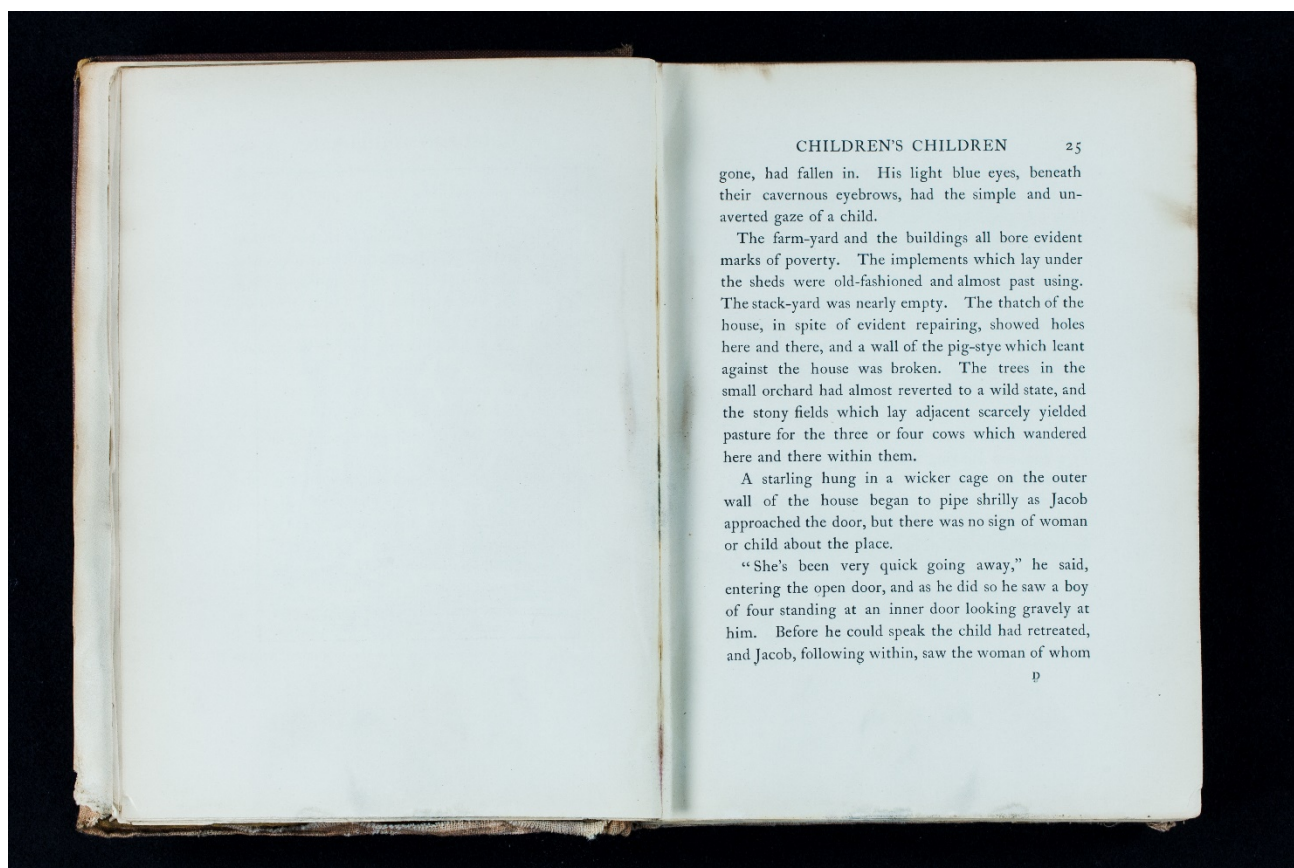 CHILDREN'S CHILDREN 25
gone, had fallen in. His light blue eyes, beneath
their cavernous eyebrows, had the simple and un-
averted gaze of a child.
The farm-yard and the buildings all bore evident
marks of poverty. The implements which lay under
the sheds were old-fashioned and almost past using.
The stack-yard was nearly empty. The thatch of the
house, in spite of evident repairing, showed holes
here and there, and a wall of the pig-stye which leant
against the house was broken. The trees in the
small orchard had almost reverted to a wild state, and
the stony fields which lay adjacent scarcely yielded
pasture for the three or four cows which wandered
here and there within them.
A starling hung in a wicker cage on the outer
wall of the house began to pipe shrilly as Jacob
approached the door, but there was no sign of woman
or child about the place.
“She's been very quick going away,” he said,
entering the open door, and as he did so he saw a boy
of four standing at an inner door looking gravely at
him. Before he could speak the child had retreated,
and Jacob, following within, saw the woman of whom
D